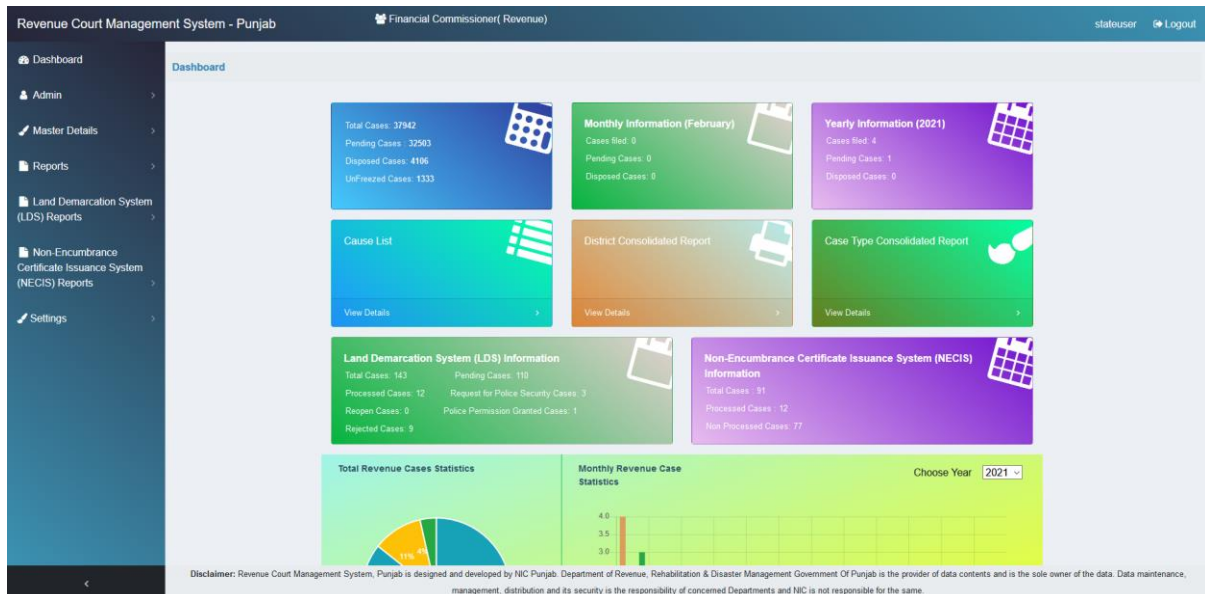 Revenue Court Management System - Punjab
Financial Commissioner( Revenue)
stateuser
Logout
Dashboard
Admin
Master Details
Reports
Land Demarcation System
(LDS) Reports
Non-Encumbrance
Certificate Issuance System
(NECIS) Reports
Settings
Dashboard
Total Cases: 37942
Pending Cases : 32503
Disposed Cases: 4106
UnFreezed Cases: 1333
Monthly Information (February)
Cases filed: 0
Pending Cases: 0
Disposed Cases: 0
Yearly Information (2021)
Cases filed: 4
Pending Cases: 1
Disposed Cases: 0
Cause List
View Details
District Consolidated Report
View Details
Case Type Consolidated Report
View Details
Land Demarcation System (LDS) Information
Total Cases: 143 Pending Cases: 110
Processed Cases: 12 Request for Police Security Cases: 3
Reopen Cases: 0 Police Permission Granted Cases: 1
Rejected Cases: 9
Non-Encumbrance Certificate Issuance System (NECIS)
Information
Total Cases : 91
Processed Cases : 12
Non Processed Cases: 77
Total Revenue Cases Statistics
11%
4%
Monthly Revenue Case
Statistics
Choose Year 2021
4.0
3.5
3.0
Disclaimer: Revenue Court Management System, Punjab is designed and developed by NIC Punjab. Department of Revenue, Rehabilitation & Disaster Management Government Of Punjab is the provider of data contents and is the sole owner of the data. Data maintenance,
management, distribution and its security is the responsibility of concerned Departments and NIC is not responsible for the same.